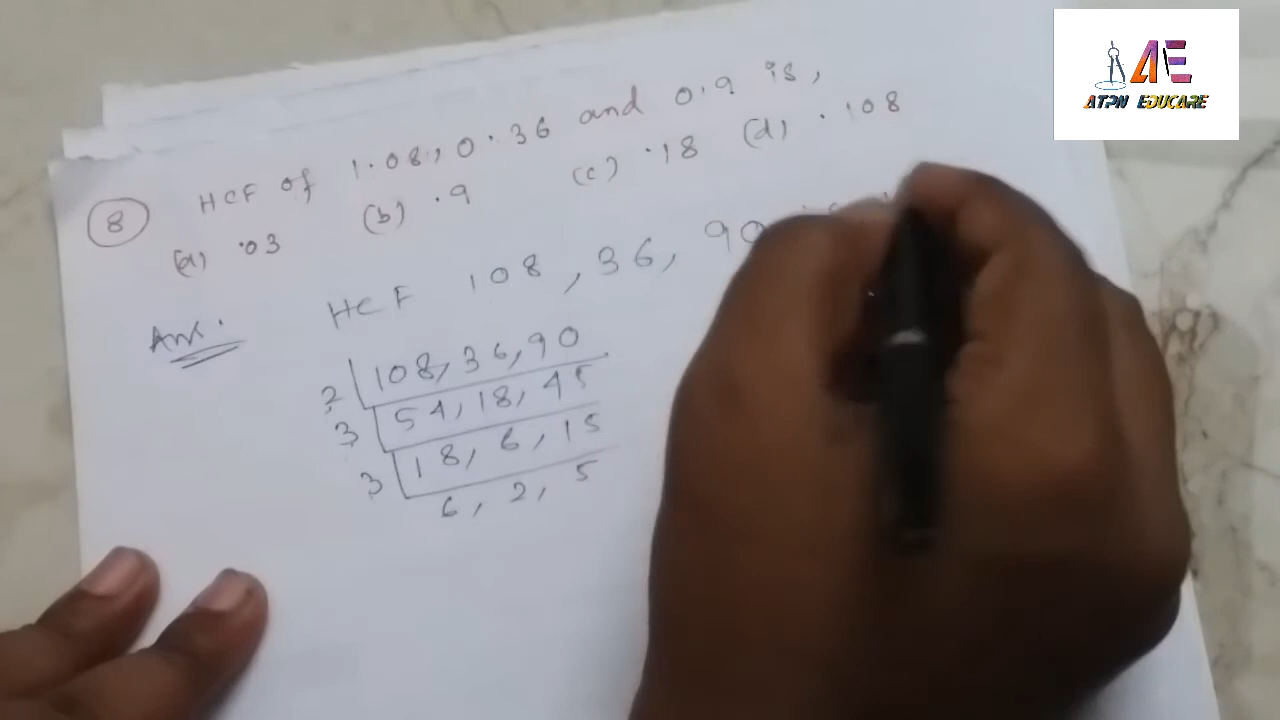 AE
ATPN EDUCARE
8 HCF of 1.08, 0.36 and 0.9 is,
(a) .03 (b) .9 (c) .18 (d) .108
Ans. HCF 108, 36, 90
2 108, 36, 90
3 54, 18, 45
3 18, 6, 15
6, 2, 5